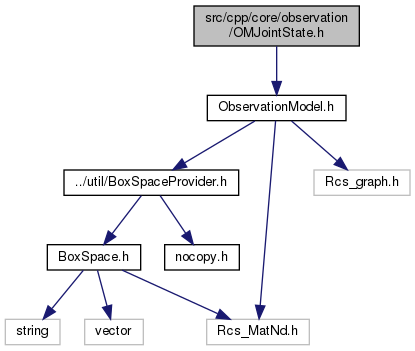 src/cpp/core/observation
/OMJointState.h
ObservationModel.h
../util/BoxSpaceProvider.h
Rcs_graph.h
BoxSpace.h
nocopy.h
string
vector
Rcs_MatNd.h